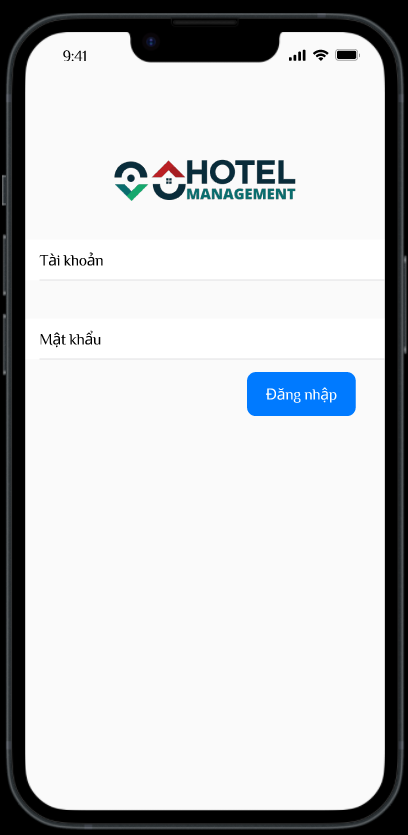 9:41
HOTEL
MANAGEMENT
Tài khoản
Mật khẩu
Đăng nhập